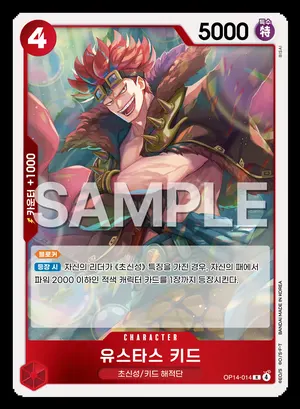 4
5000
특수
特
카운터 +1000
SAMPLE
블로커
등장 시 자신의 리더가 《초신성》 특징을 가진 경우, 자신의 패에서
파워 2000 이하인 적색 캐릭터 카드를 1장까지 등장시킨다.
CHARACTER
유스타스 키드
초신성/키드 해적단
OP14-014 R